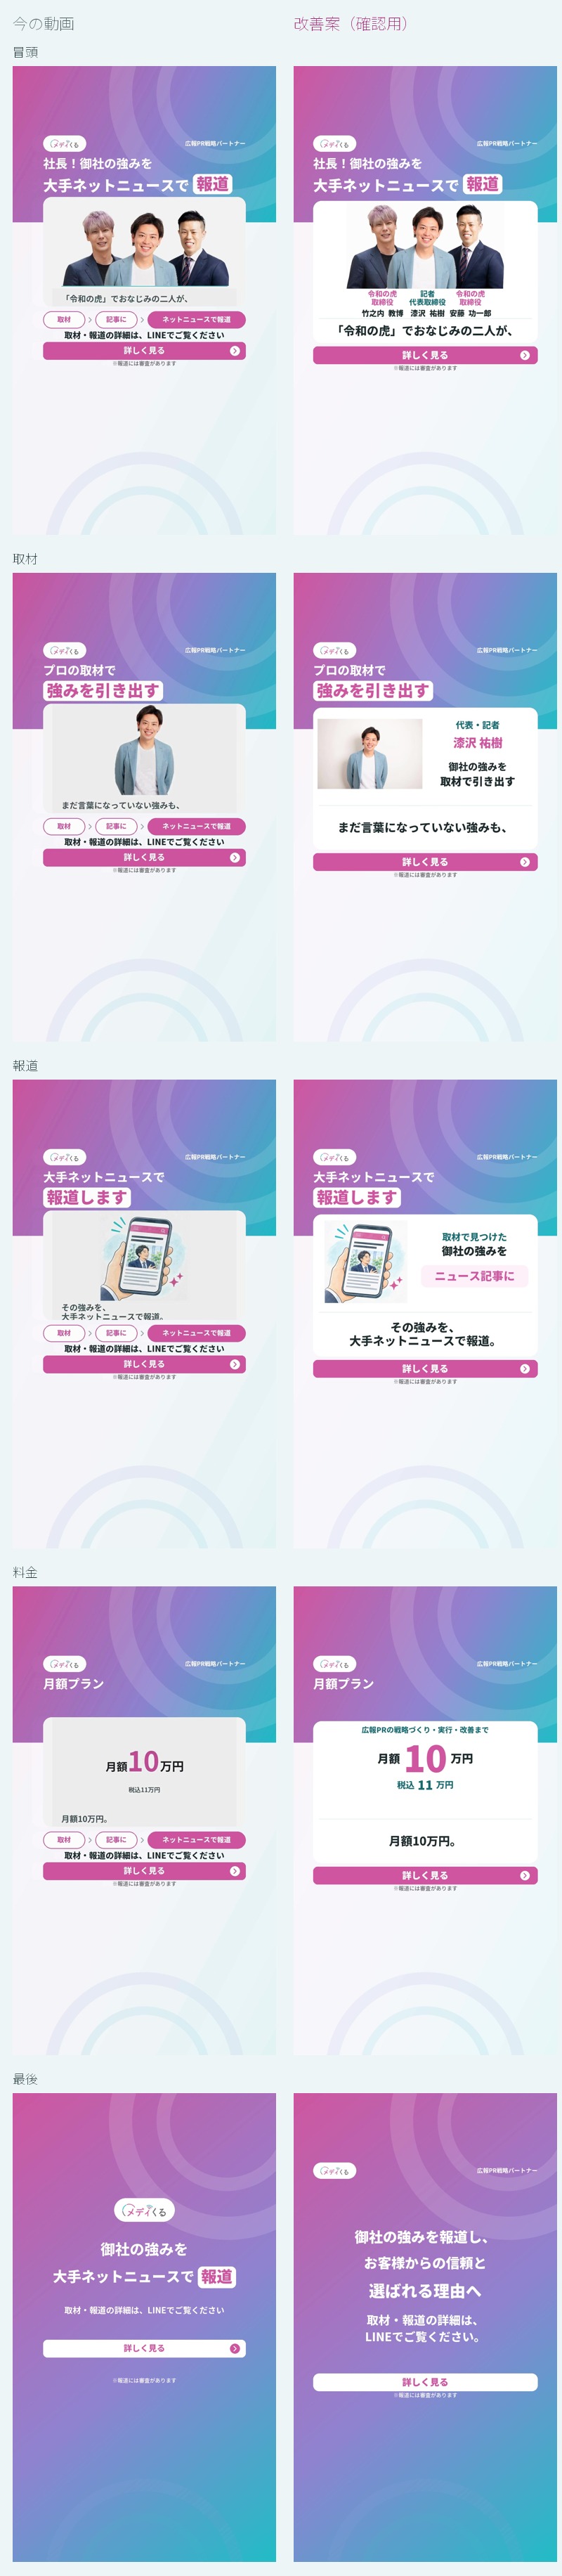 今の動画
改善案（確認用）
冒頭
メディくる
広報PR戦略パートナー
社長！御社の強みを
大手ネットニュースで 報道
「令和の虎」でおなじみの二人が、
取材
記事に
ネットニュースで報道
取材・報道の詳細は、LINEでご覧ください
詳しく見る
※報道には審査があります
メディくる
広報PR戦略パートナー
社長！御社の強みを
大手ネットニュースで 報道
令和の虎 記者 令和の虎
取締役 代表取締役 取締役
竹之内 教博 漆沢 祐樹 安藤 功一郎
「令和の虎」でおなじみの二人が、
詳しく見る
※報道には審査があります
取材
メディくる
広報PR戦略パートナー
プロの取材で
強みを引き出す
まだ言葉になっていない強みも、
取材
記事に
ネットニュースで報道
取材・報道の詳細は、LINEでご覧ください
詳しく見る
※報道には審査があります
メディくる
広報PR戦略パートナー
プロの取材で
強みを引き出す
代表・記者
漆沢 祐樹
御社の強みを
取材で引き出す
まだ言葉になっていない強みも、
詳しく見る
※報道には審査があります
報道
メディくる
広報PR戦略パートナー
大手ネットニュースで
報道します
その強みを、
大手ネットニュースで報道。
取材
記事に
ネットニュースで報道
取材・報道の詳細は、LINEでご覧ください
詳しく見る
※報道には審査があります
メディくる
広報PR戦略パートナー
大手ネットニュースで
報道します
取材で見つけた
御社の強みを
ニュース記事に
その強みを、
大手ネットニュースで報道。
詳しく見る
※報道には審査があります
料金
メディくる
広報PR戦略パートナー
月額プラン
月額10万円
税込11万円
月額10万円。
取材
記事に
ネットニュースで報道
取材・報道の詳細は、LINEでご覧ください
詳しく見る
※報道には審査があります
メディくる
広報PR戦略パートナー
月額プラン
広報PRの戦略づくり・実行・改善まで
月額 10 万円
税込 11 万円
月額10万円。
詳しく見る
※報道には審査があります
最後
メディくる
御社の強みを
大手ネットニュースで 報道
取材・報道の詳細は、LINEでご覧ください
詳しく見る
※報道には審査があります
メディくる
広報PR戦略パートナー
御社の強みを報道し、
お客様からの信頼と
選ばれる理由へ
取材・報道の詳細は、
LINEでご覧ください。
詳しく見る
※報道には審査があります